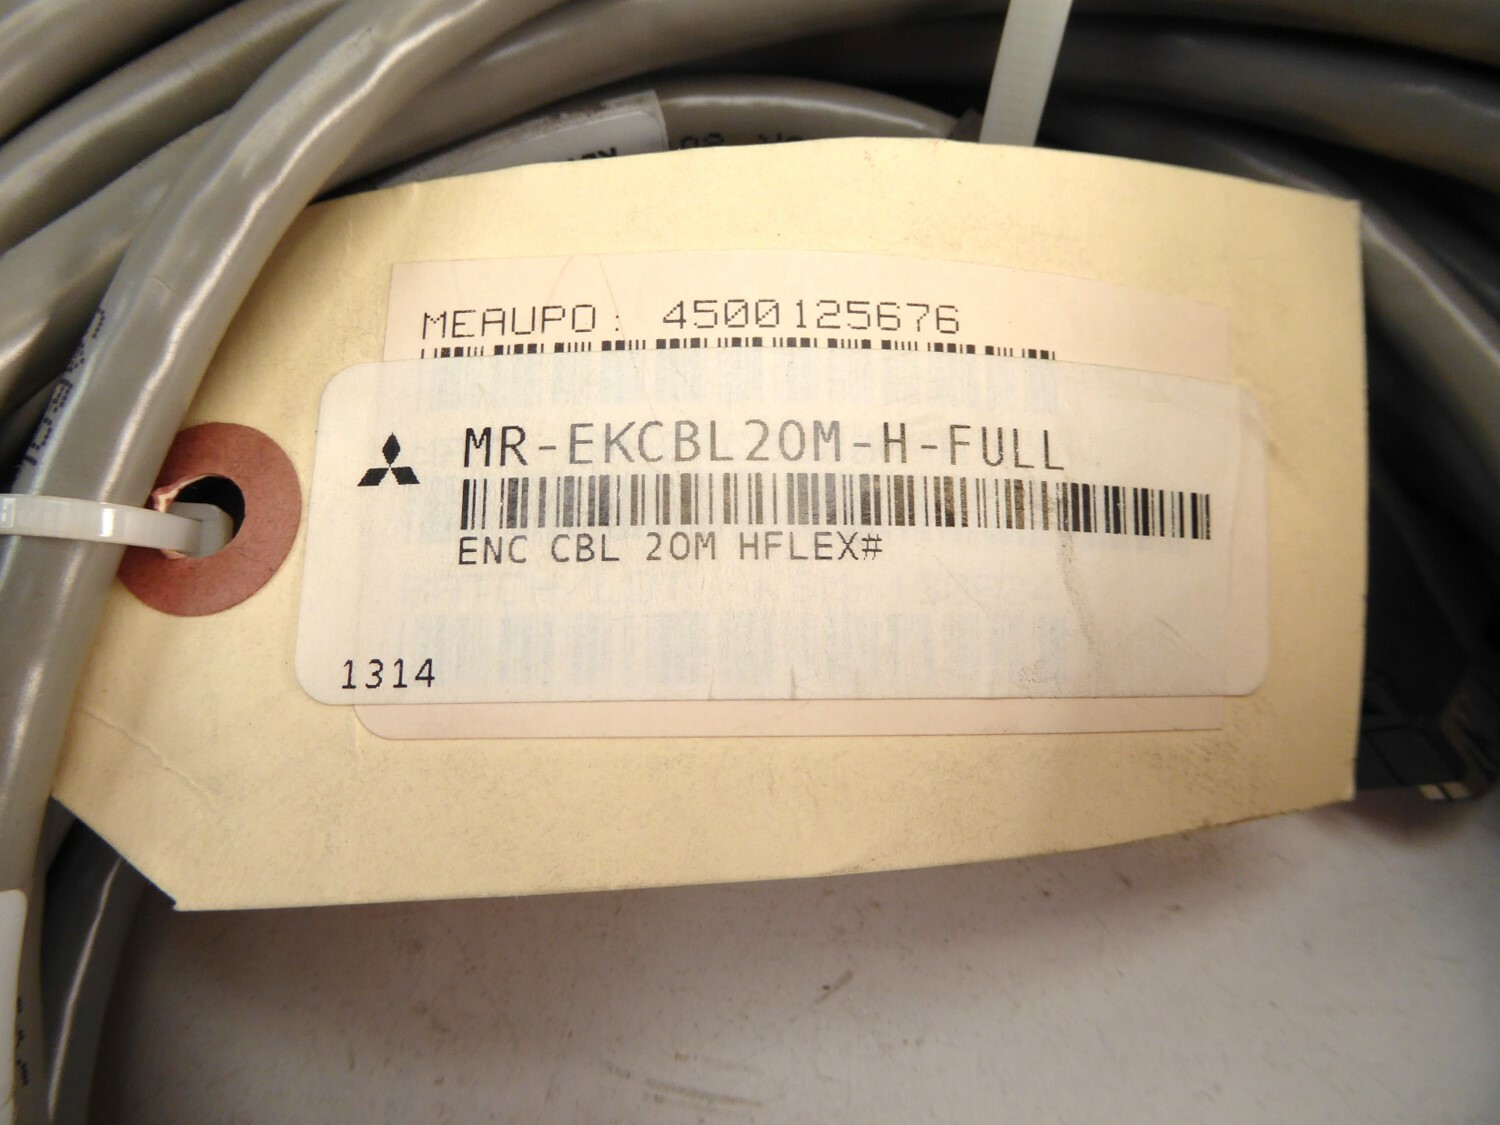 MEAUPO: 4500125676
MR-EKCBL20M-H-FULL
ENC CBL 20M HFLEX#
1314